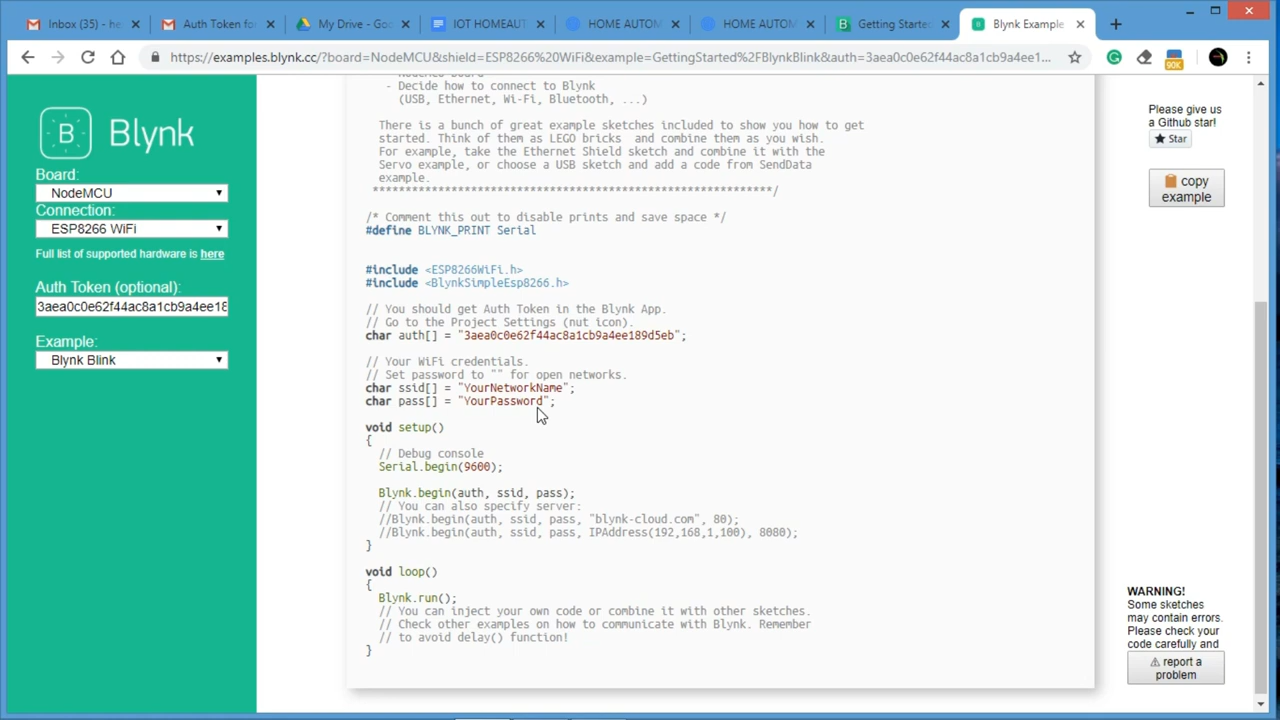 Inbox (35) - he
Auth Token fo
My Drive - Goo
IOT HOMEAUT
HOME AUTOM
HOME AUTOM
Getting Started
Blynk Example
https://examples.blynk.cc/?board=NodeMCU&shield=ESP8266%20WiFi&example=GettingStarted%2FBlynkBlink&auth=3aea0c0e62f44ac8a1cb9a4ee1...
90K
B Blynk
Board:
NodeMCU
Connection:
ESP8266 WiFi
Full list of supported hardware is here
Auth Token (optional):
3aea0c0e62f44ac8a1cb9a4ee18
Example:
Blynk Blink
- Decide how to connect to Blynk
(USB, Ethernet, Wi-Fi, Bluetooth, ...)
There is a bunch of great example sketches included to show you how to get
started. Think of them as LEGO bricks  and combine them as you wish.
For example, take the Ethernet Shield sketch and combine it with the
Servo example, or choose a USB sketch and add a code from SendData
example.
*************************************************************/
/* Comment this out to disable prints and save space */
#define BLYNK_PRINT Serial
#include <ESP8266WiFi.h>
#include <BlynkSimpleEsp8266.h>
// You should get Auth Token in the Blynk App.
// Go to the Project Settings (nut icon).
char auth[] = "3aea0c0e62f44ac8a1cb9a4ee189d5eb";
// Your WiFi credentials.
// Set password to "" for open networks.
char ssid[] = "YourNetworkName";
char pass[] = "YourPassword";
void setup()
{
// Debug console
Serial.begin(9600);
Blynk.begin(auth, ssid, pass);
// You can also specify server:
//Blynk.begin(auth, ssid, pass, "blynk-cloud.com", 80);
//Blynk.begin(auth, ssid, pass, IPAddress(192,168,1,100), 8080);
}
void loop()
{
Blynk.run();
// You can inject your own code or combine it with other sketches.
// Check other examples on how to communicate with Blynk. Remember
// to avoid delay() function!
}
Please give us
a Github star!
Star
copy
example
WARNING!
Some sketches
may contain errors.
Please check your
code carefully and
report a
problem